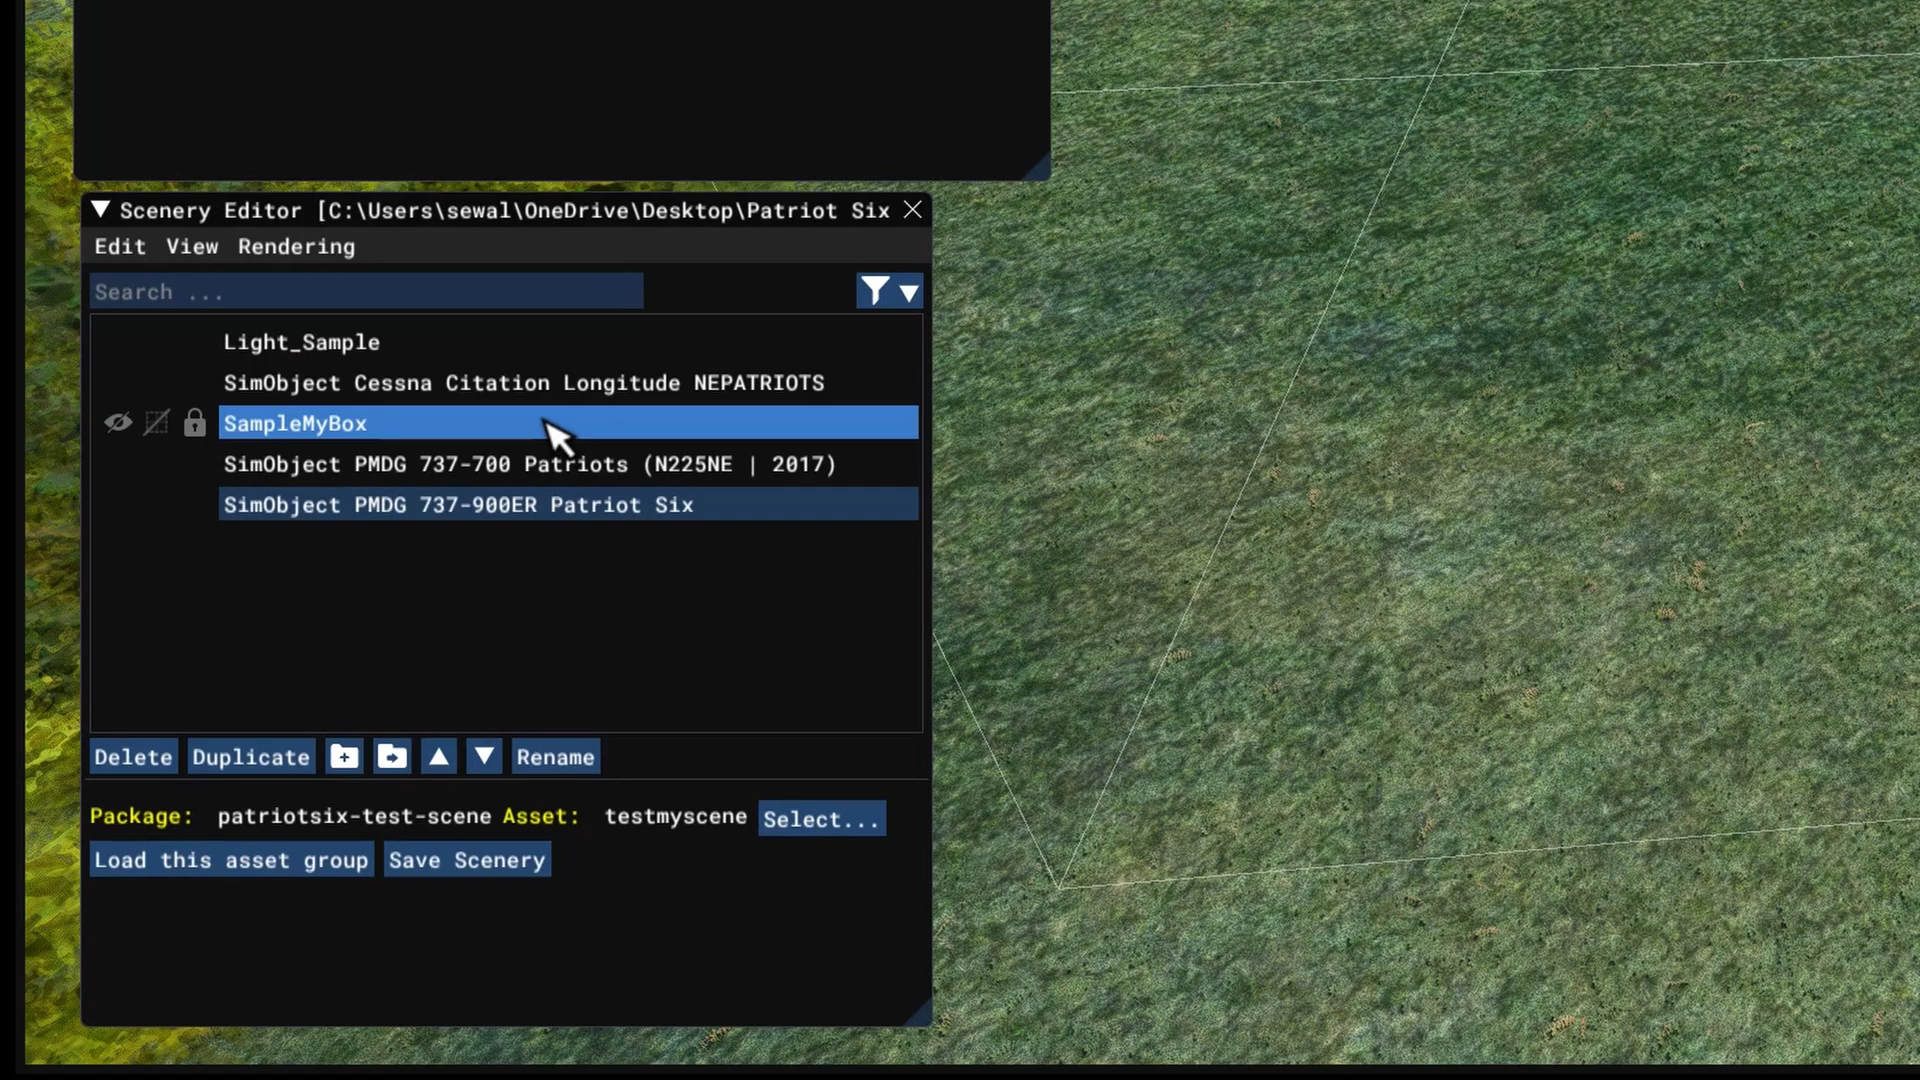 Scenery Editor [C:\Users\sewal\OneDrive\Desktop\Patriot Six
Edit View Rendering
Search ...
Light_Sample
SimObject Cessna Citation Longitude NEPATRIOTS
SampleMyBox
SimObject PMDG 737-700 Patriots (N225NE | 2017)
SimObject PMDG 737-900ER Patriot Six
Delete Duplicate Rename
Package: patriotsix-test-scene Asset: testmyscene Select...
Load this asset group Save Scenery